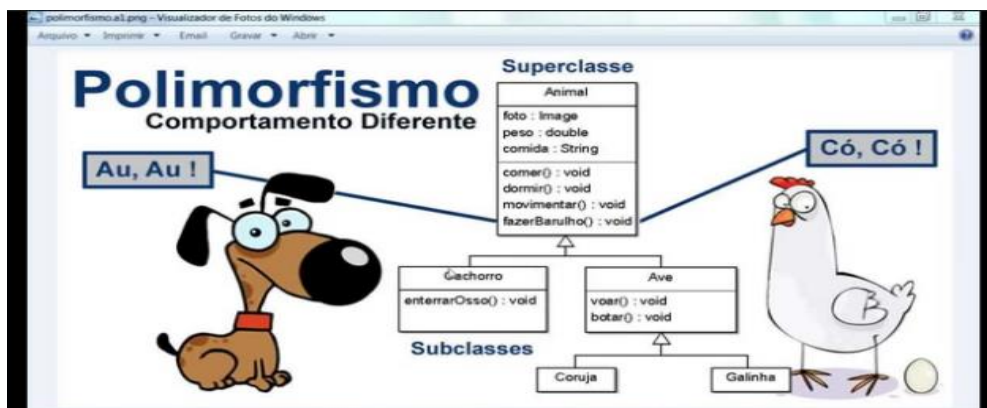 polimorfismo.a1.png - Visualizador de Fotos do Windows
Arquivo Imprimir Email Gravar Abrir
Polimorfismo
Comportamento Diferente
Superclasse
Animal
foto : Image
peso : double
comida : String
comer() : void
dormir() : void
movimentar() : void
fazerBarulho() : void
Au, Au !
Có, Có !
Cachorro
enterrarOsso() : void
Ave
voar() : void
botar() : void
Subclasses
Coruja
Galinha